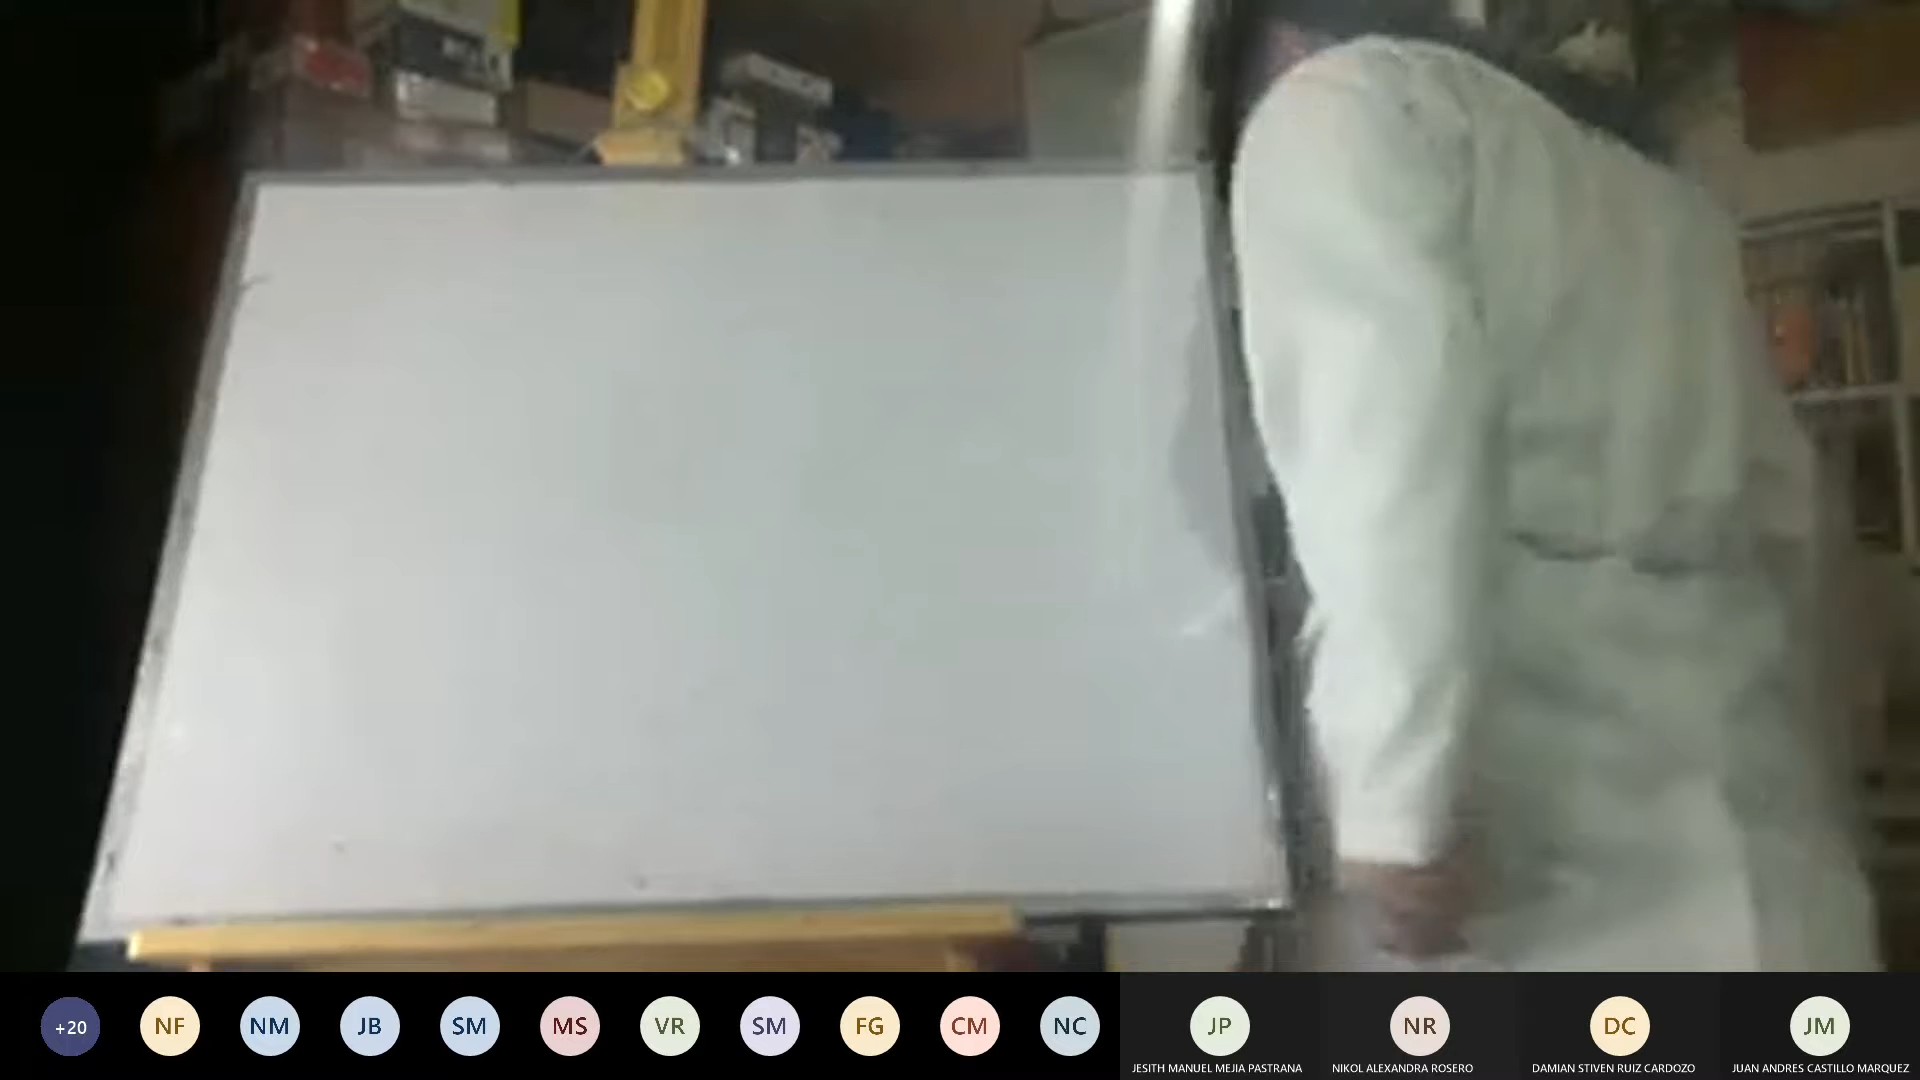 +20 NF NM JB SM MS VR SM FG CM NC JP NR DC JM
JESITH MANUEL MEJIA PASTRANA NIKOL ALEXANDRA ROSERO DAMIAN STIVEN RUIZ CARDOZO JUAN ANDRES CASTILLO MARQUEZ